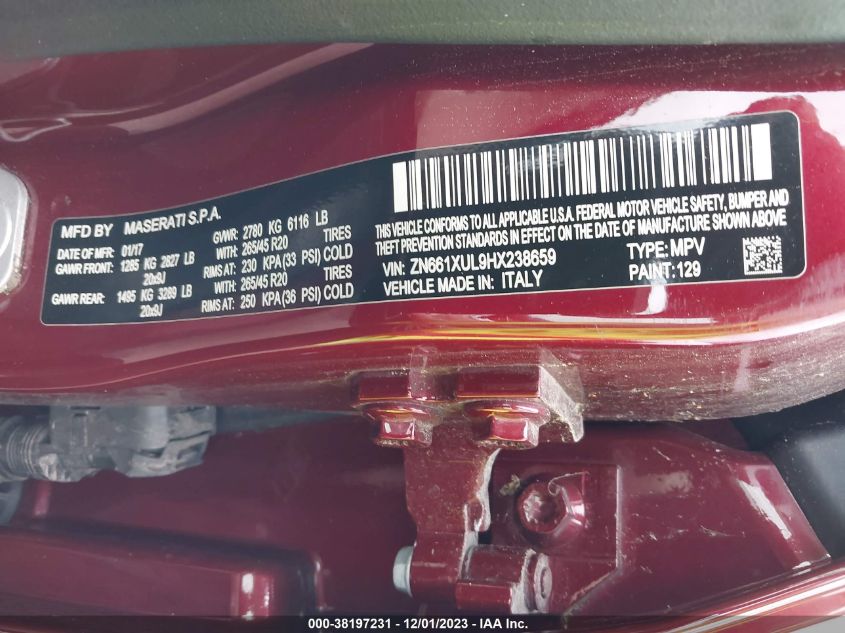 MFD BY MASERATI S.P.A.
DATE OF MFR: 01/17 GVWR: 2780 KG 6116 LB
GAWR FRONT: 1285 KG 2827 LB WITH: 265/45 R20 TIRES
20x9J RIMS AT: 230 KPA (33 PSI) COLD
GAWR REAR: 1495 KG 3289 LB WITH: 265/45 R20 TIRES
20x9J RIMS AT: 250 KPA (36 PSI) COLD
THIS VEHICLE CONFORMS TO ALL APPLICABLE U.S.A. FEDERAL MOTOR VEHICLE SAFETY, BUMPER AND
THEFT PREVENTION STANDARDS IN EFFECT ON THE DATE OF MANUFACTURE SHOWN ABOVE.
VIN: ZN661XUL9HX238659 TYPE: MPV
VEHICLE MADE IN: ITALY PAINT: 129
000-38197231 - 12/01/2023 - IAA Inc.